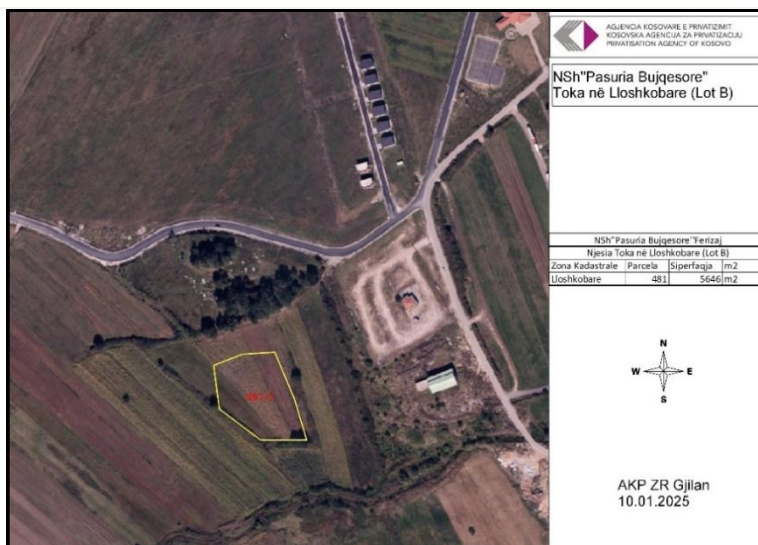 AGJENCIA KOSOVARE E PRIVATIZIMIT
KOSOVSKA AGENCIJA ZA PRIVATIZACIJU
PRIVATISATION AGENCY OF KOSOVO
NSh"Pasuria Bujqesore"
Toka në Lloshkobare (Lot B)
NSh"Pasuria Bujqesore"Ferizaj
Njesia Toka në Lloshkobare (Lot B)
Zona Kadastrale Parcela Siperfaqja m2
Lloshkobare 481 5646 m2
N
W E
S
AKP ZR Gjilan
10.01.2025